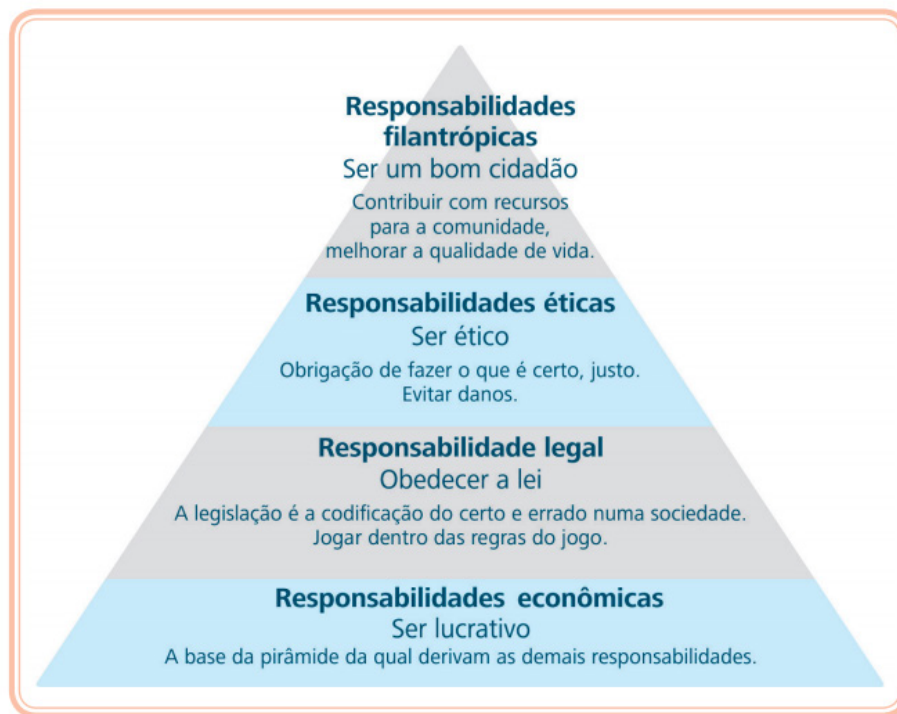 Responsabilidades
filantrópicas
Ser um bom cidadão
Contribuir com recursos
para a comunidade,
melhorar a qualidade de vida.
Responsabilidades éticas
Ser ético
Obrigação de fazer o que é certo, justo.
Evitar danos.
Responsabilidade legal
Obedecer a lei
A legislação é a codificação do certo e errado numa sociedade.
Jogar dentro das regras do jogo.
Responsabilidades econômicas
Ser lucrativo
A base da pirâmide da qual derivam as demais responsabilidades.